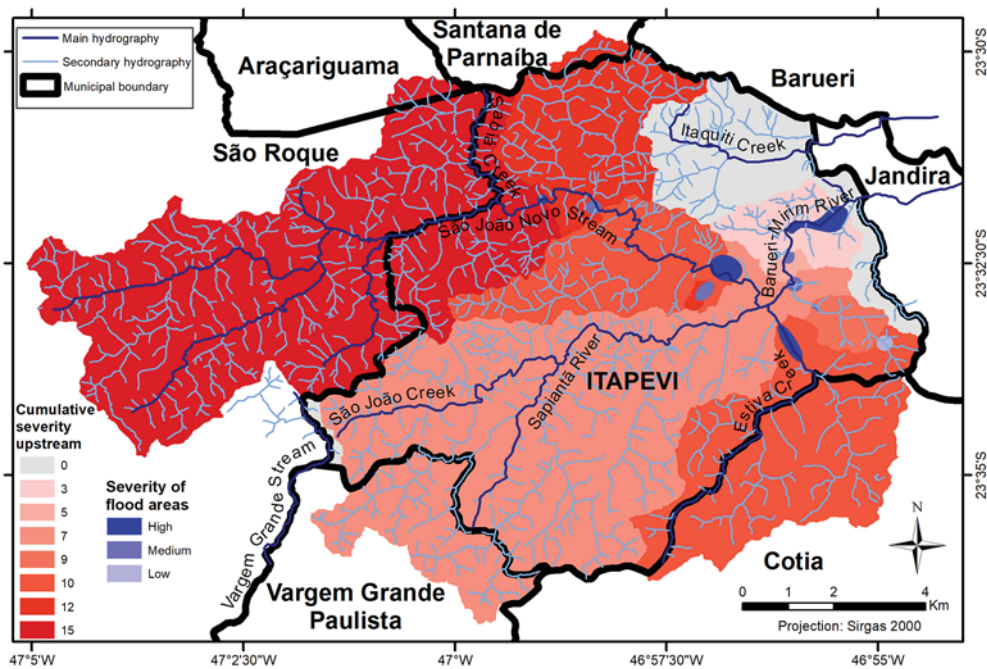 Main hydrography
Secondary hydrography
Municipal boundary
Araçariguama
Santana de
Parnaíba
Barueri
23°30'S
São Roque
Sabiá Creek
Itaquiti Creek
Jandira
São João Novo Stream
Barueri-Mirim River
23°32'30"S
ITAPEVI
São João Creek
Sapiantã River
Estiva Creek
Vargem Grande Stream
23°35'S
Cumulative
severity
upstream
0
3
5
7
9
10
12
15
Severity of
flood areas
High
Medium
Low
Vargem Grande
Paulista
Cotia
N
0 1 2 4
Km
Projection: Sirgas 2000
47°5'W 47°2'30"W 47°W 46°57'30"W 46°55'W